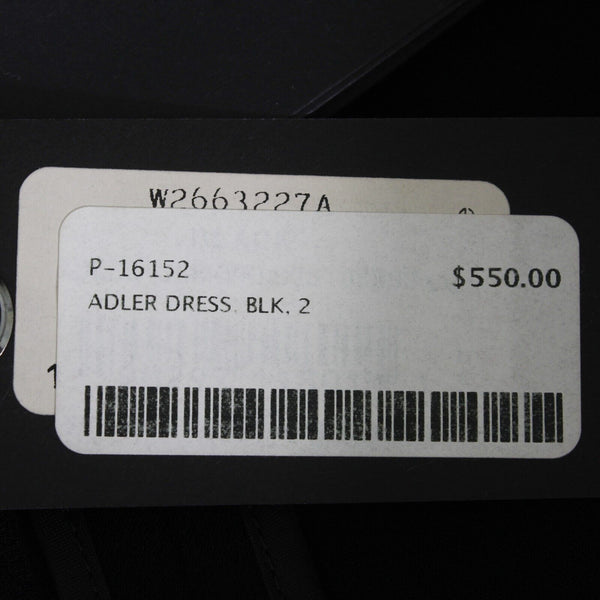 W2663227A
P-16152
$550.00
ADLER DRESS, BLK, 2